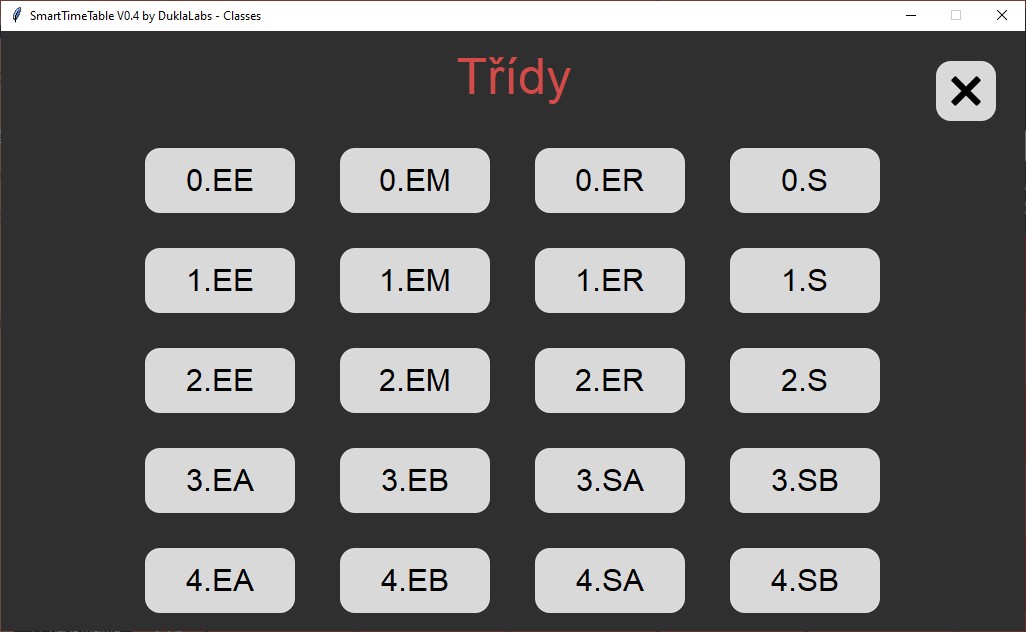 SmartTimeTable V0.4 by DuklaLabs - Classes
Třídy
0.EE 0.EM 0.ER 0.S
1.EE 1.EM 1.ER 1.S
2.EE 2.EM 2.ER 2.S
3.EA 3.EB 3.SA 3.SB
4.EA 4.EB 4.SA 4.SB